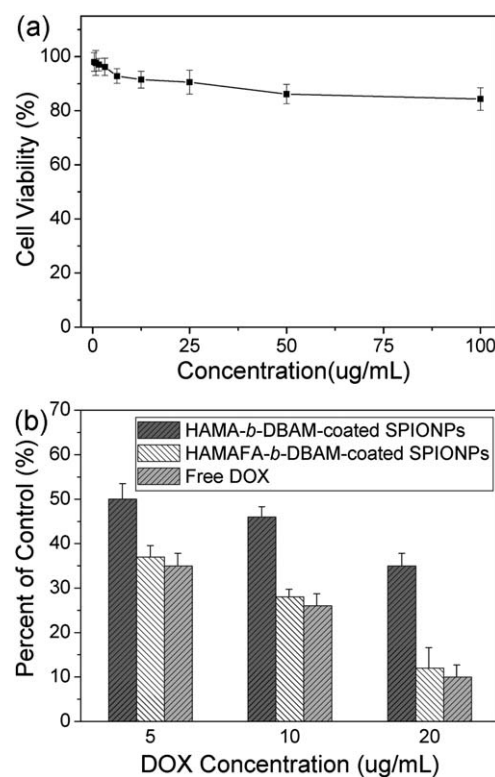 (a)
100
80
60
40
20
0
Cell Viability (%)
0 25 50 75 100
Concentration(ug/mL)
(b)
70
60
50
40
30
20
10
0
Percent of Control (%)
HAMA-b-DBAM-coated SPIONPs
HAMAFA-b-DBAM-coated SPIONPs
Free DOX
5 10 20
DOX Concentration (ug/mL)